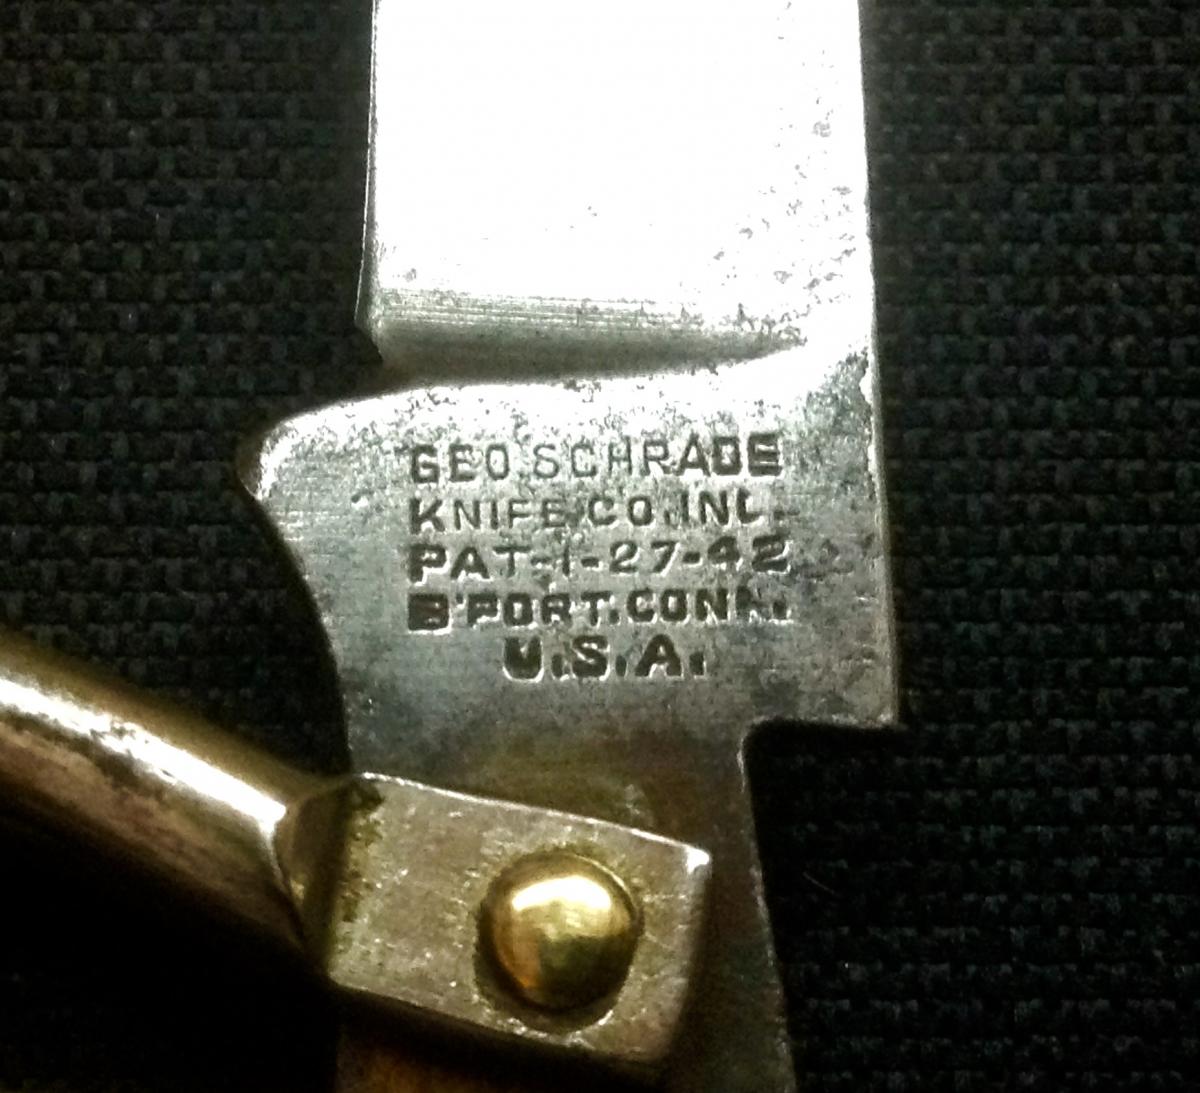 GEO.SCHRADE
KNIFE CO.INC.
PAT-1-27-42
B'PORT.CONN.
U.S.A.